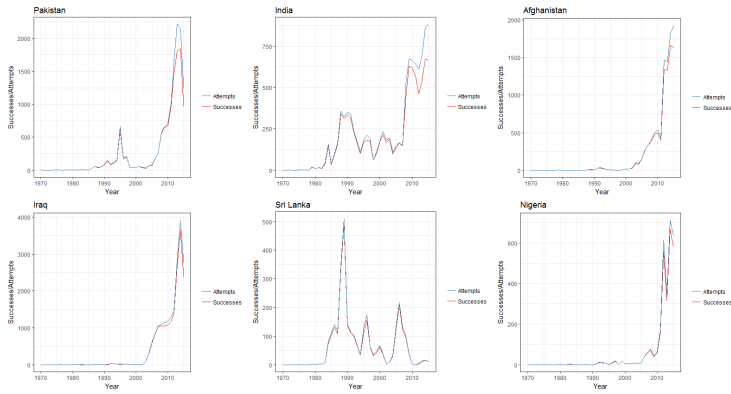 Pakistan
Successes/Attempts
2000
1500
1000
500
0
1970
1980
1990
2000
2010
Year
Attempts
Successes
India
Successes/Attempts
750
500
250
0
1970
1980
1990
2000
2010
Year
Attempts
Successes
Afghanistan
Successes/Attempts
2000
1500
1000
500
0
1970
1980
1990
2000
2010
Year
Attempts
Successes
Iraq
Successes/Attempts
4000
3000
2000
1000
0
1970
1980
1990
2000
2010
Year
Attempts
Successes
Sri Lanka
Successes/Attempts
500
400
300
200
100
0
1970
1980
1990
2000
2010
Year
Attempts
Successes
Nigeria
Successes/Attempts
600
400
200
0
1970
1980
1990
2000
2010
Year
Attempts
Successes